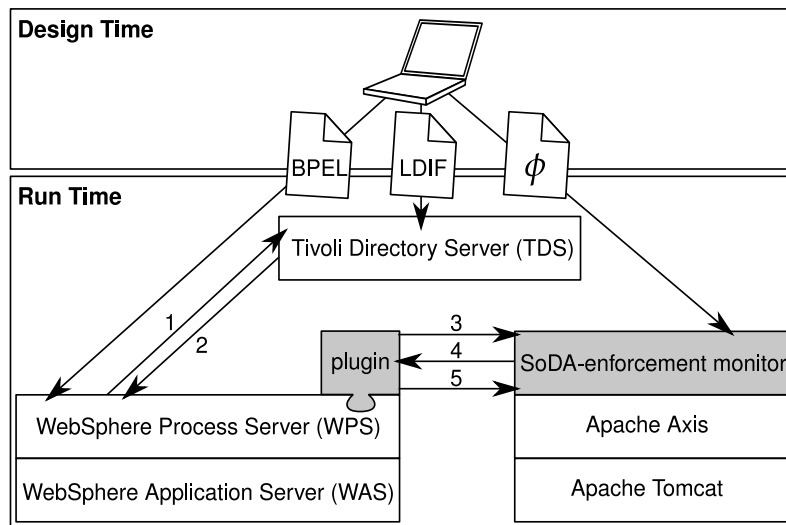 Design Time
BPEL
LDIF
ϕ
Run Time
Tivoli Directory Server (TDS)
1
2
3
4
5
plugin
SoDA-enforcement monitor
WebSphere Process Server (WPS)
Apache Axis
WebSphere Application Server (WAS)
Apache Tomcat